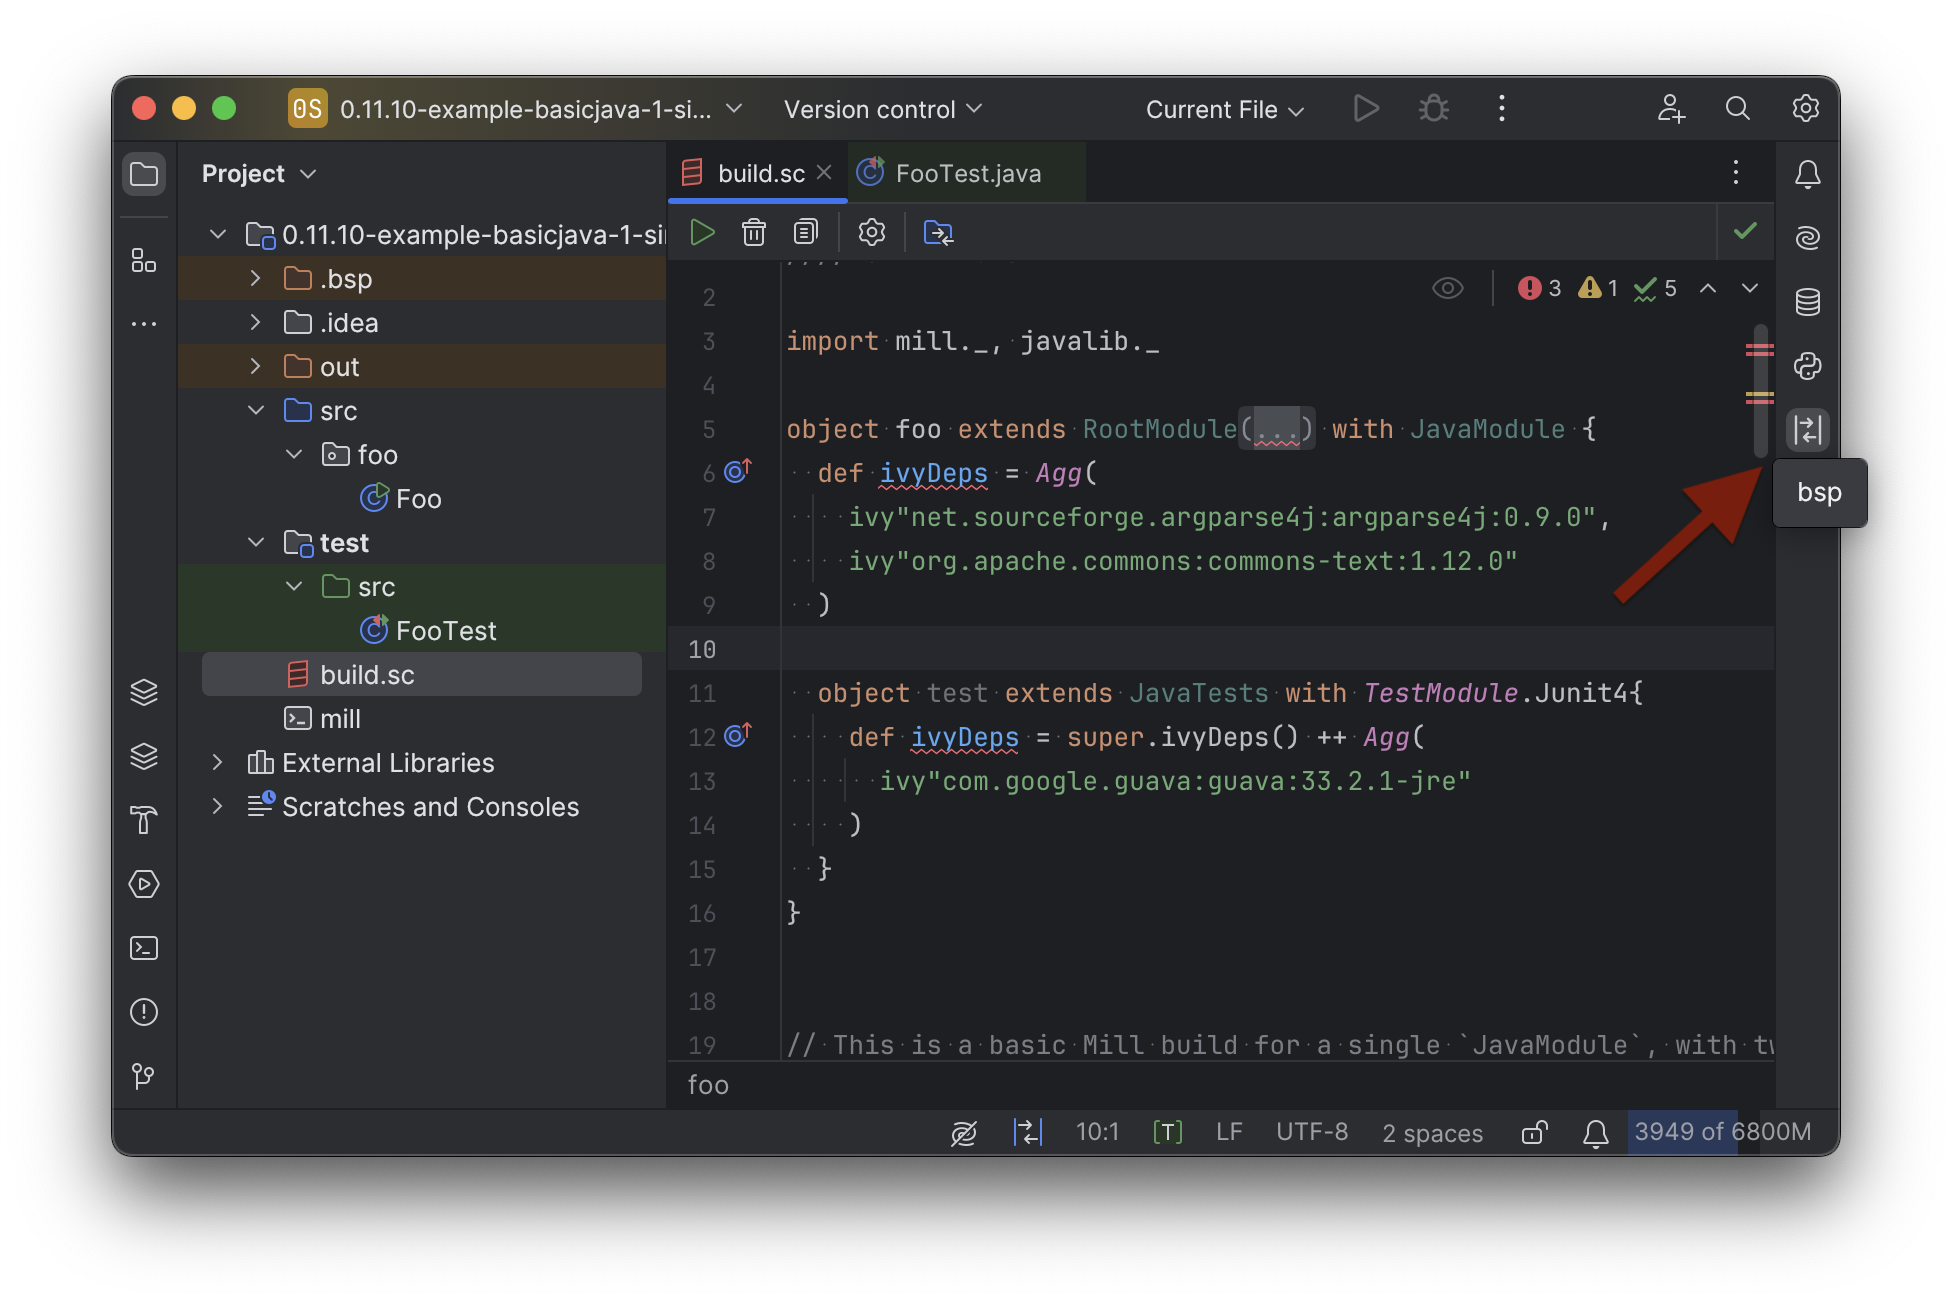 0S 0.11.10-example-basicjava-1-si... Version control Current File
Project
build.sc FooTest.java
0.11.10-example-basicjava-1-si
.bsp
.idea
out
src
foo
Foo
test
src
FooTest
build.sc
mill
External Libraries
Scratches and Consoles
3 1 5
2
3 import mill._, javalib._
4
5 object foo extends RootModule(...) with JavaModule {
6 def ivyDeps = Agg(
7 ivy"net.sourceforge.argparse4j:argparse4j:0.9.0",
8 ivy"org.apache.commons:commons-text:1.12.0"
9 )
10
11 object test extends JavaTests with TestModule.Junit4{
12 def ivyDeps = super.ivyDeps() ++ Agg(
13 ivy"com.google.guava:guava:33.2.1-jre"
14 )
15 }
16 }
17
18
19 // This is a basic Mill build for a single `JavaModule`, with tw
bsp
foo
10:1 [T] LF UTF-8 2 spaces 3949 of 6800M